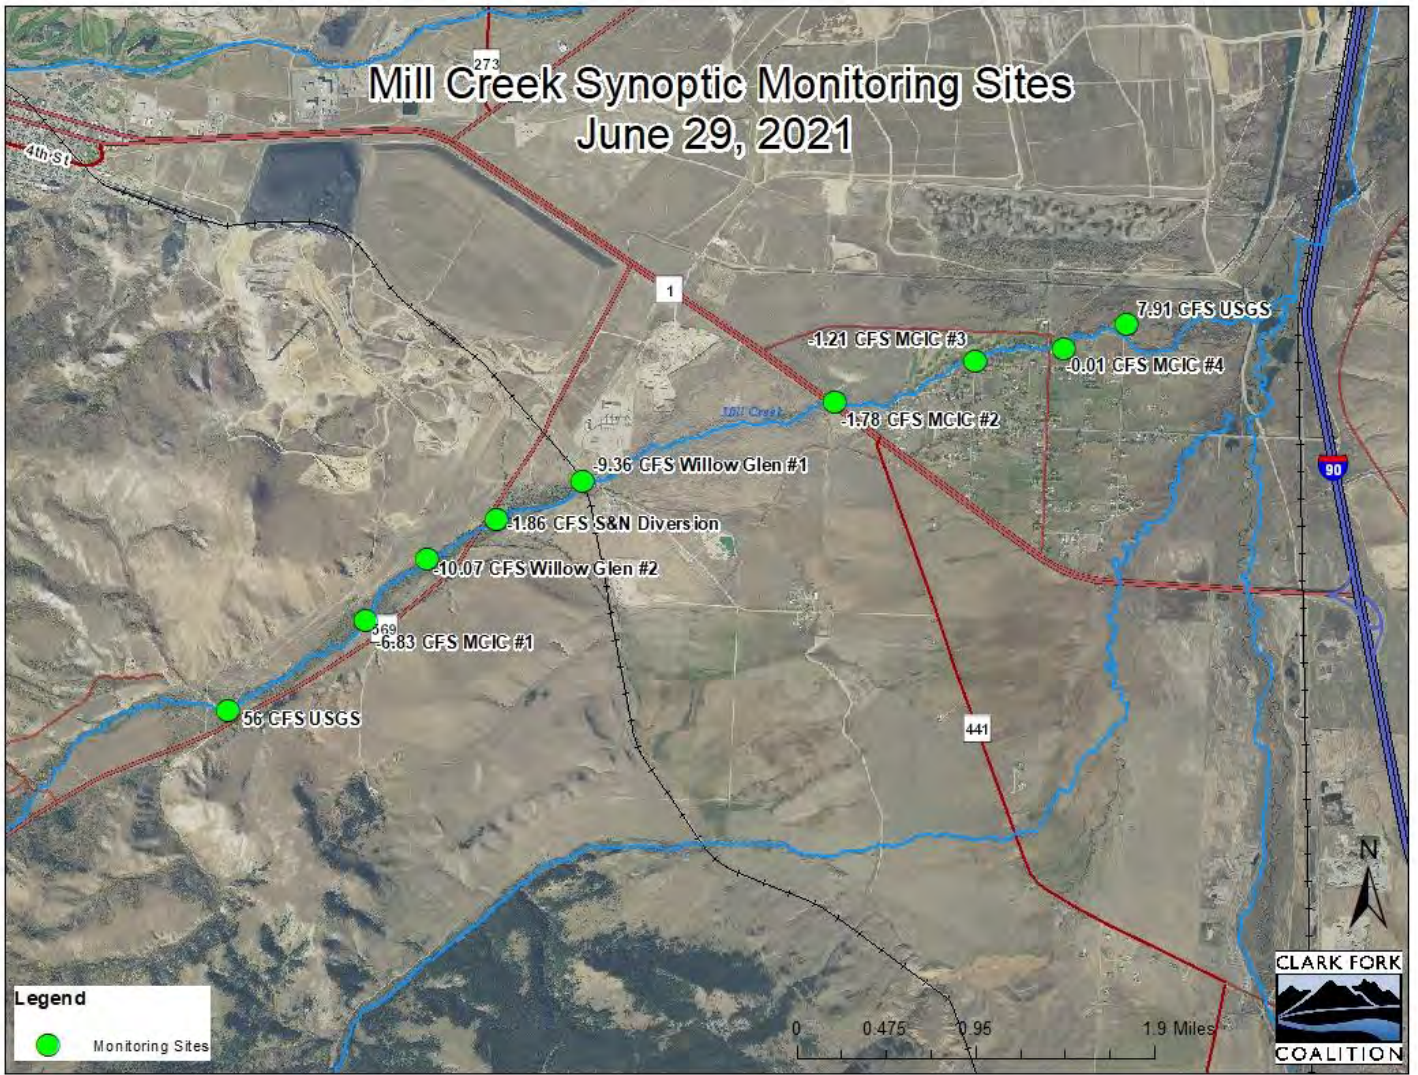 273
Mill Creek Synoptic Monitoring Sites
June 29, 2021
4th St
1
7.91 CFS USGS
-1.21 CFS MCIC #3
-0.01 CFS MCIC #4
Mill Creek
-1.78 CFS MCIC #2
-9.36 CFS Willow Glen #1
90
-1.86 CFS S&N Diversion
-10.07 CFS Willow Glen #2
569
-6.83 CFS MCIC #1
56 CFS USGS
441
N
CLARK FORK
COALITION
Legend
Monitoring Sites
0 0.475 0.95 1.9 Miles